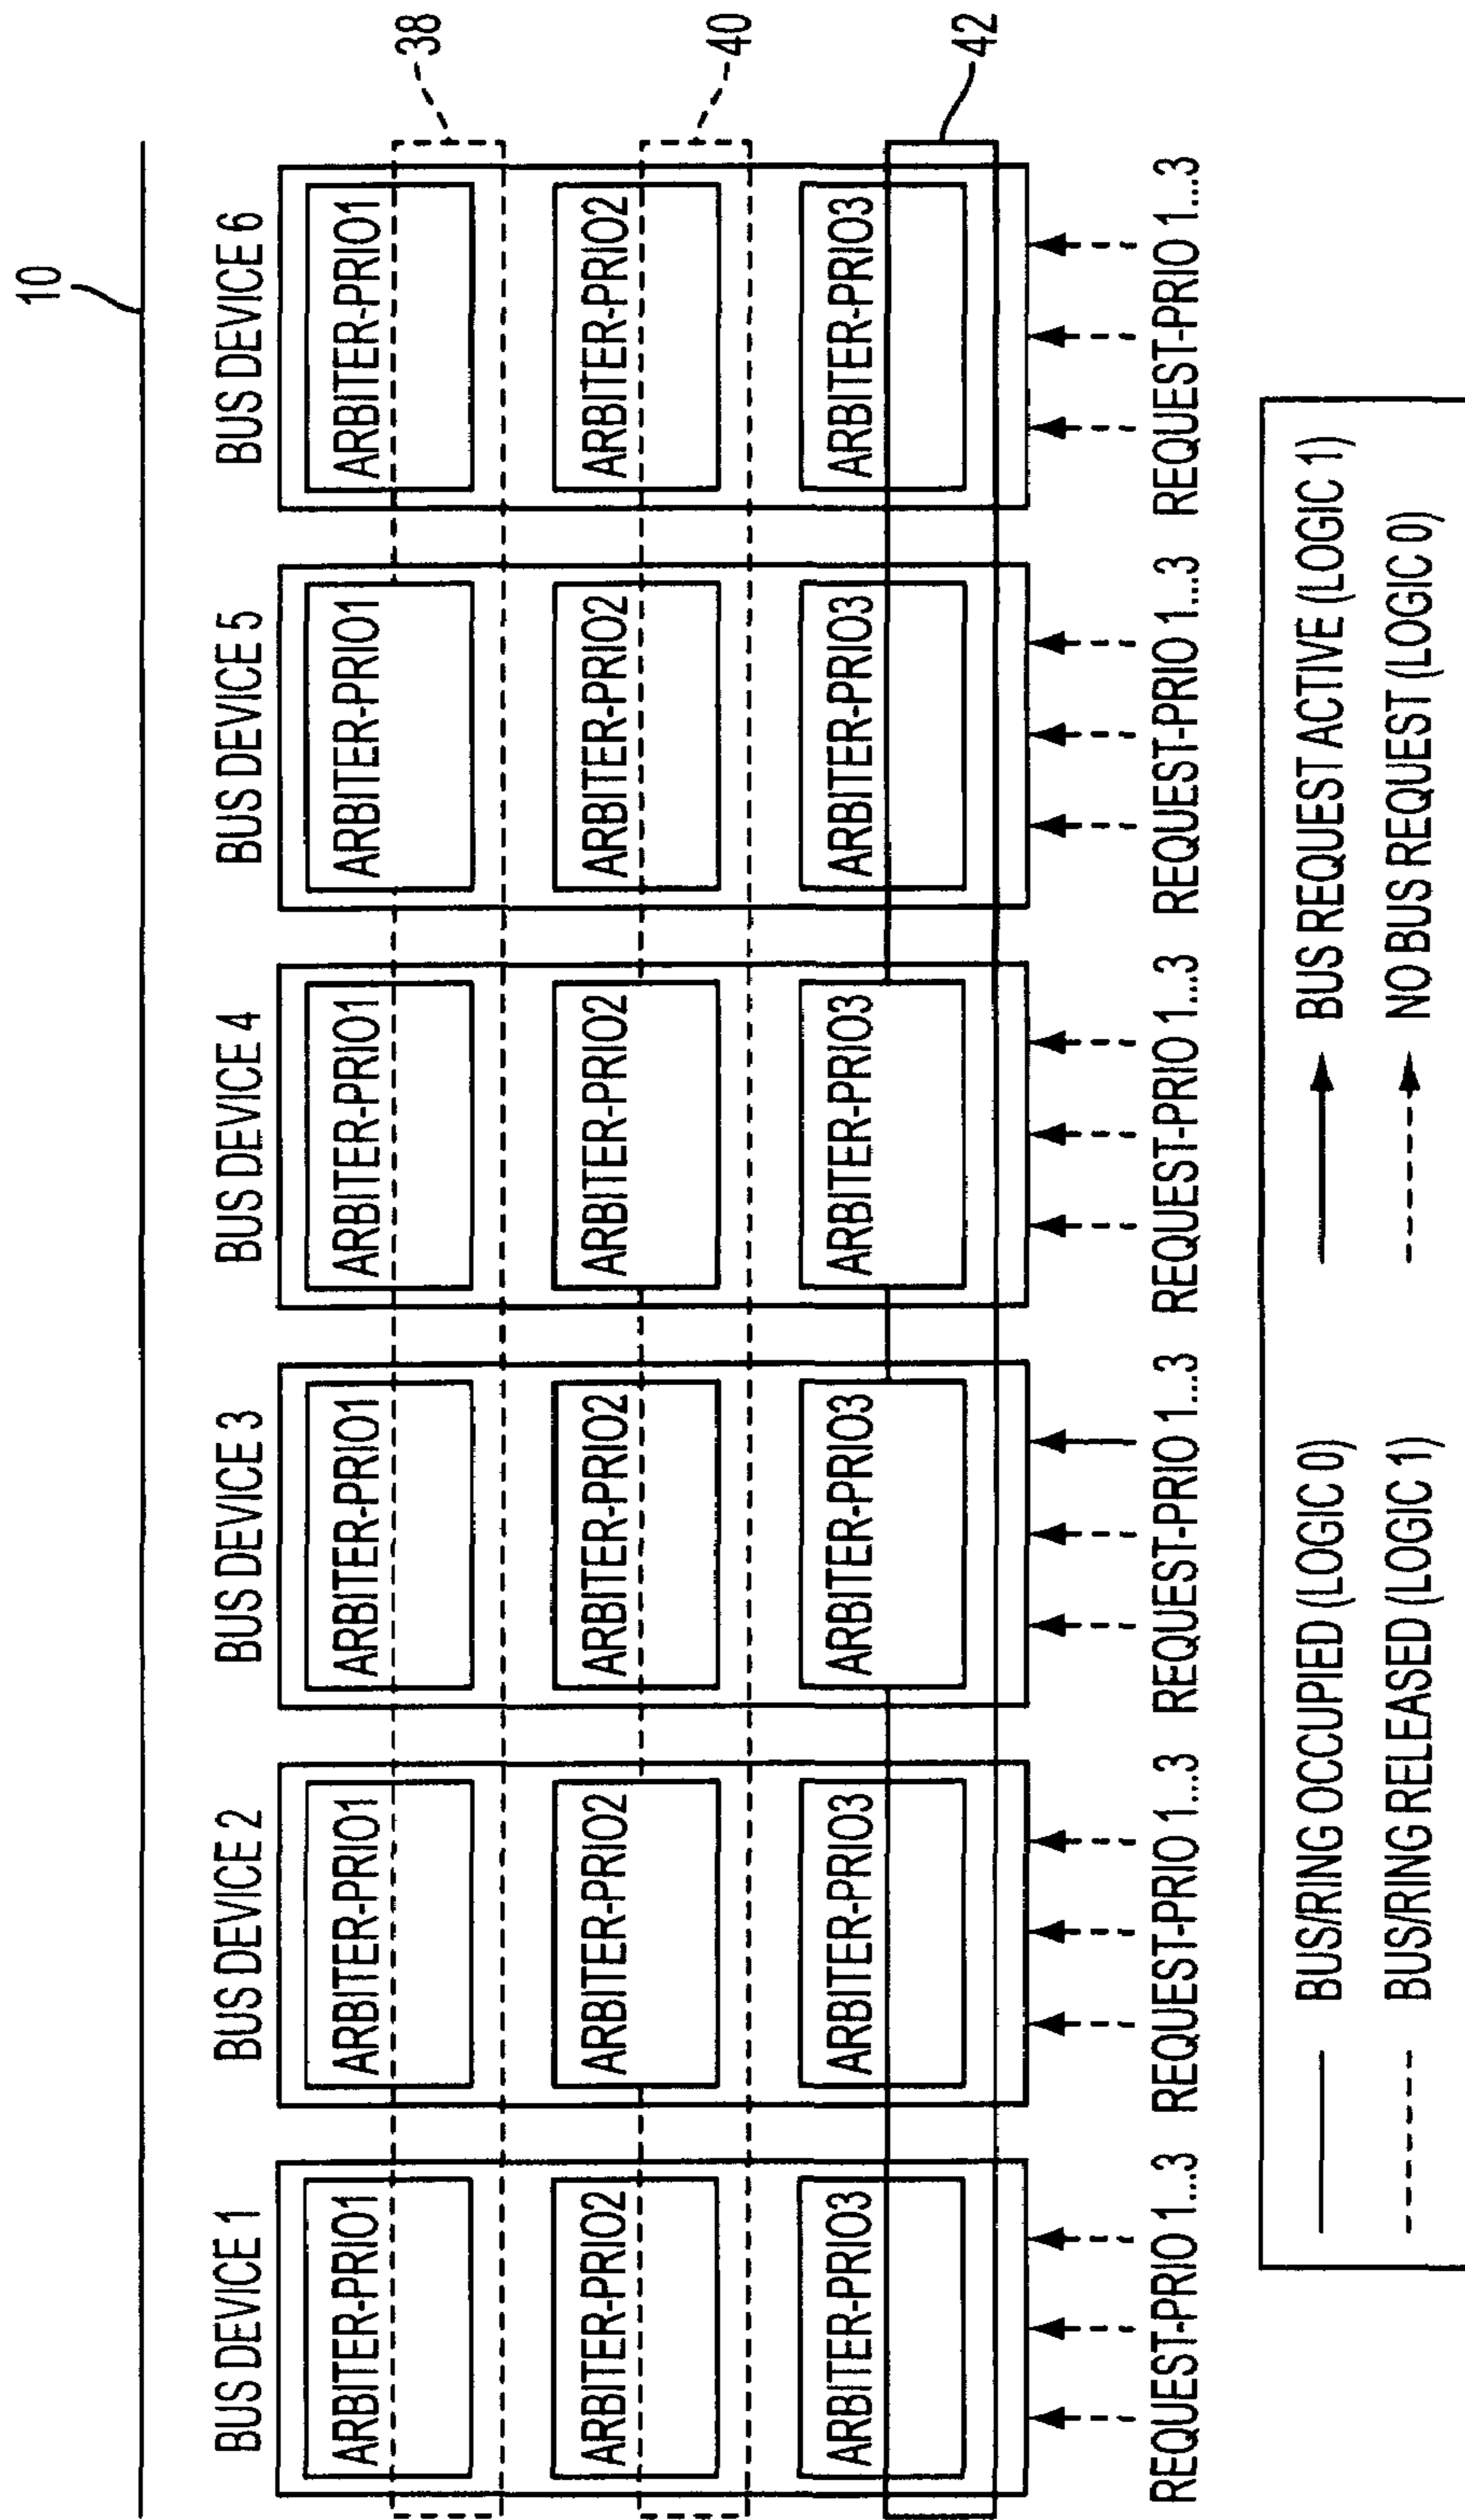 10
BUS DEVICE 1
BUS DEVICE 2
BUS DEVICE 3
BUS DEVICE 4
BUS DEVICE 5
BUS DEVICE 6
ARBITER-PRIO1
ARBITER-PRIO1
ARBITER-PRIO1
ARBITER-PRIO1
ARBITER-PRIO1
ARBITER-PRIO1
38
ARBITER-PRIO2
ARBITER-PRIO2
ARBITER-PRIO2
ARBITER-PRIO2
ARBITER-PRIO2
ARBITER-PRIO2
40
ARBITER-PRIO3
ARBITER-PRIO3
ARBITER-PRIO3
ARBITER-PRIO3
ARBITER-PRIO3
ARBITER-PRIO3
42
REQUEST-PRIO 1...3
REQUEST-PRIO 1...3
REQUEST-PRIO 1...3
REQUEST-PRIO 1...3
REQUEST-PRIO 1...3
REQUEST-PRIO 1...3
BUS/RING OCCUPIED (LOGIC 0)
BUS REQUEST ACTIVE (LOGIC 1)
BUS/RING RELEASED (LOGIC 1)
NO BUS REQUEST (LOGIC 0)